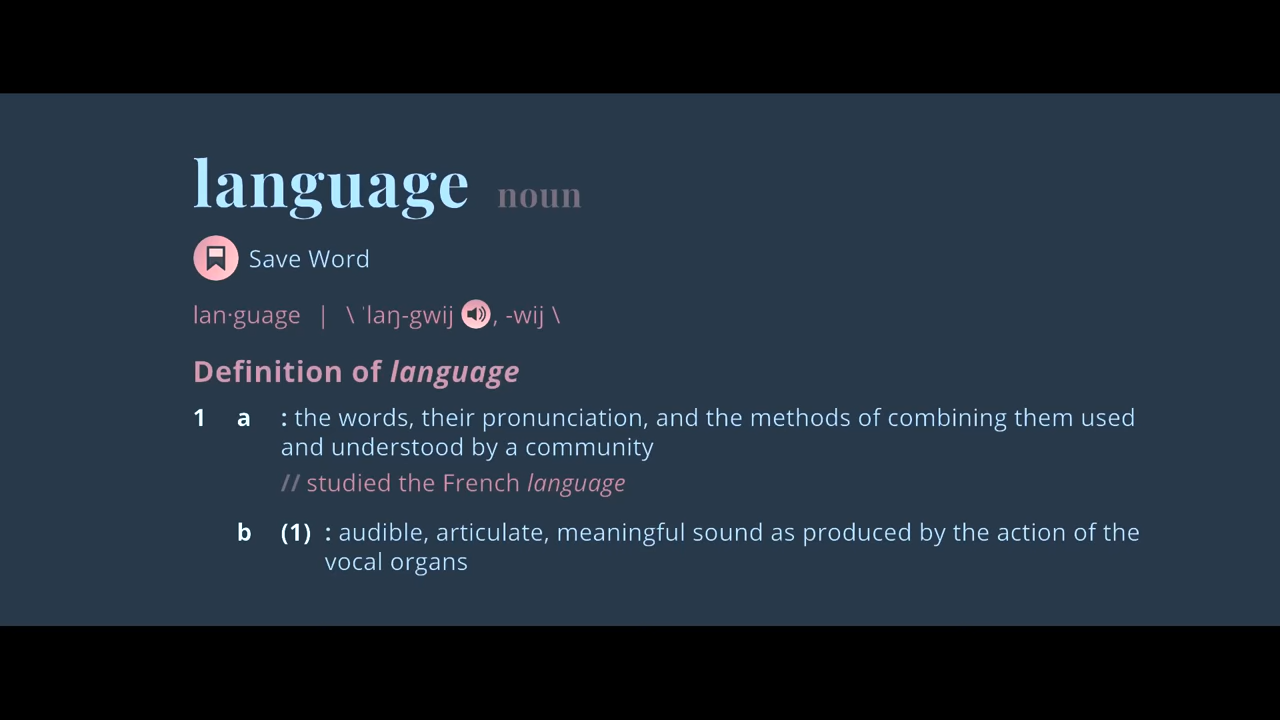 language noun
Save Word
lan·guage | \ ˈlaŋ-gwij , -wij \
Definition of language
1 a : the words, their pronunciation, and the methods of combining them used
and understood by a community
// studied the French language
b (1) : audible, articulate, meaningful sound as produced by the action of the
vocal organs